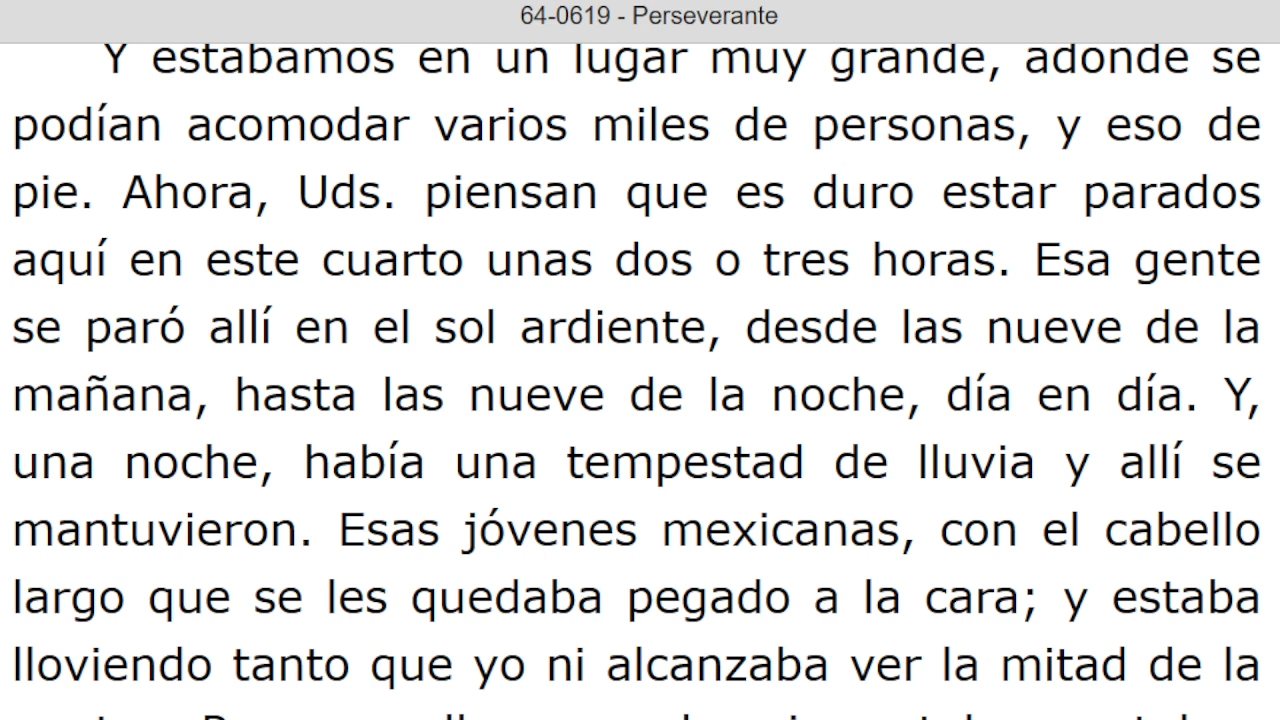 64-0619 - Perseverante
Y estábamos en un lugar muy grande, adonde se
podían acomodar varios miles de personas, y eso de
pie. Ahora, Uds. piensan que es duro estar parados
aquí en este cuarto unas dos o tres horas. Esa gente
se paró allí en el sol ardiente, desde las nueve de la
mañana, hasta las nueve de la noche, día en día. Y,
una noche, había una tempestad de lluvia y allí se
mantuvieron. Esas jóvenes mexicanas, con el cabello
largo que se les quedaba pegado a la cara; y estaba
lloviendo tanto que yo ni alcanzaba ver la mitad de la